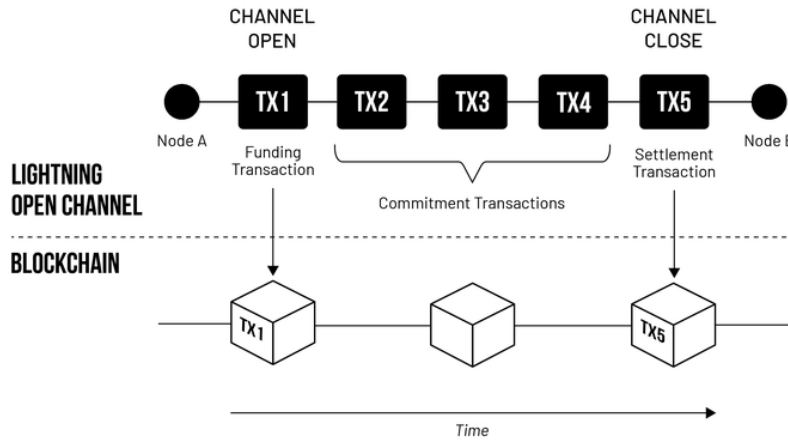 CHANNEL
OPEN
CHANNEL
CLOSE
TX1
TX2
TX3
TX4
TX5
Node A
Node
Funding
Transaction
Settlement
Transaction
Commitment Transactions
LIGHTNING
OPEN CHANNEL
BLOCKCHAIN
TX1
TX5
Time